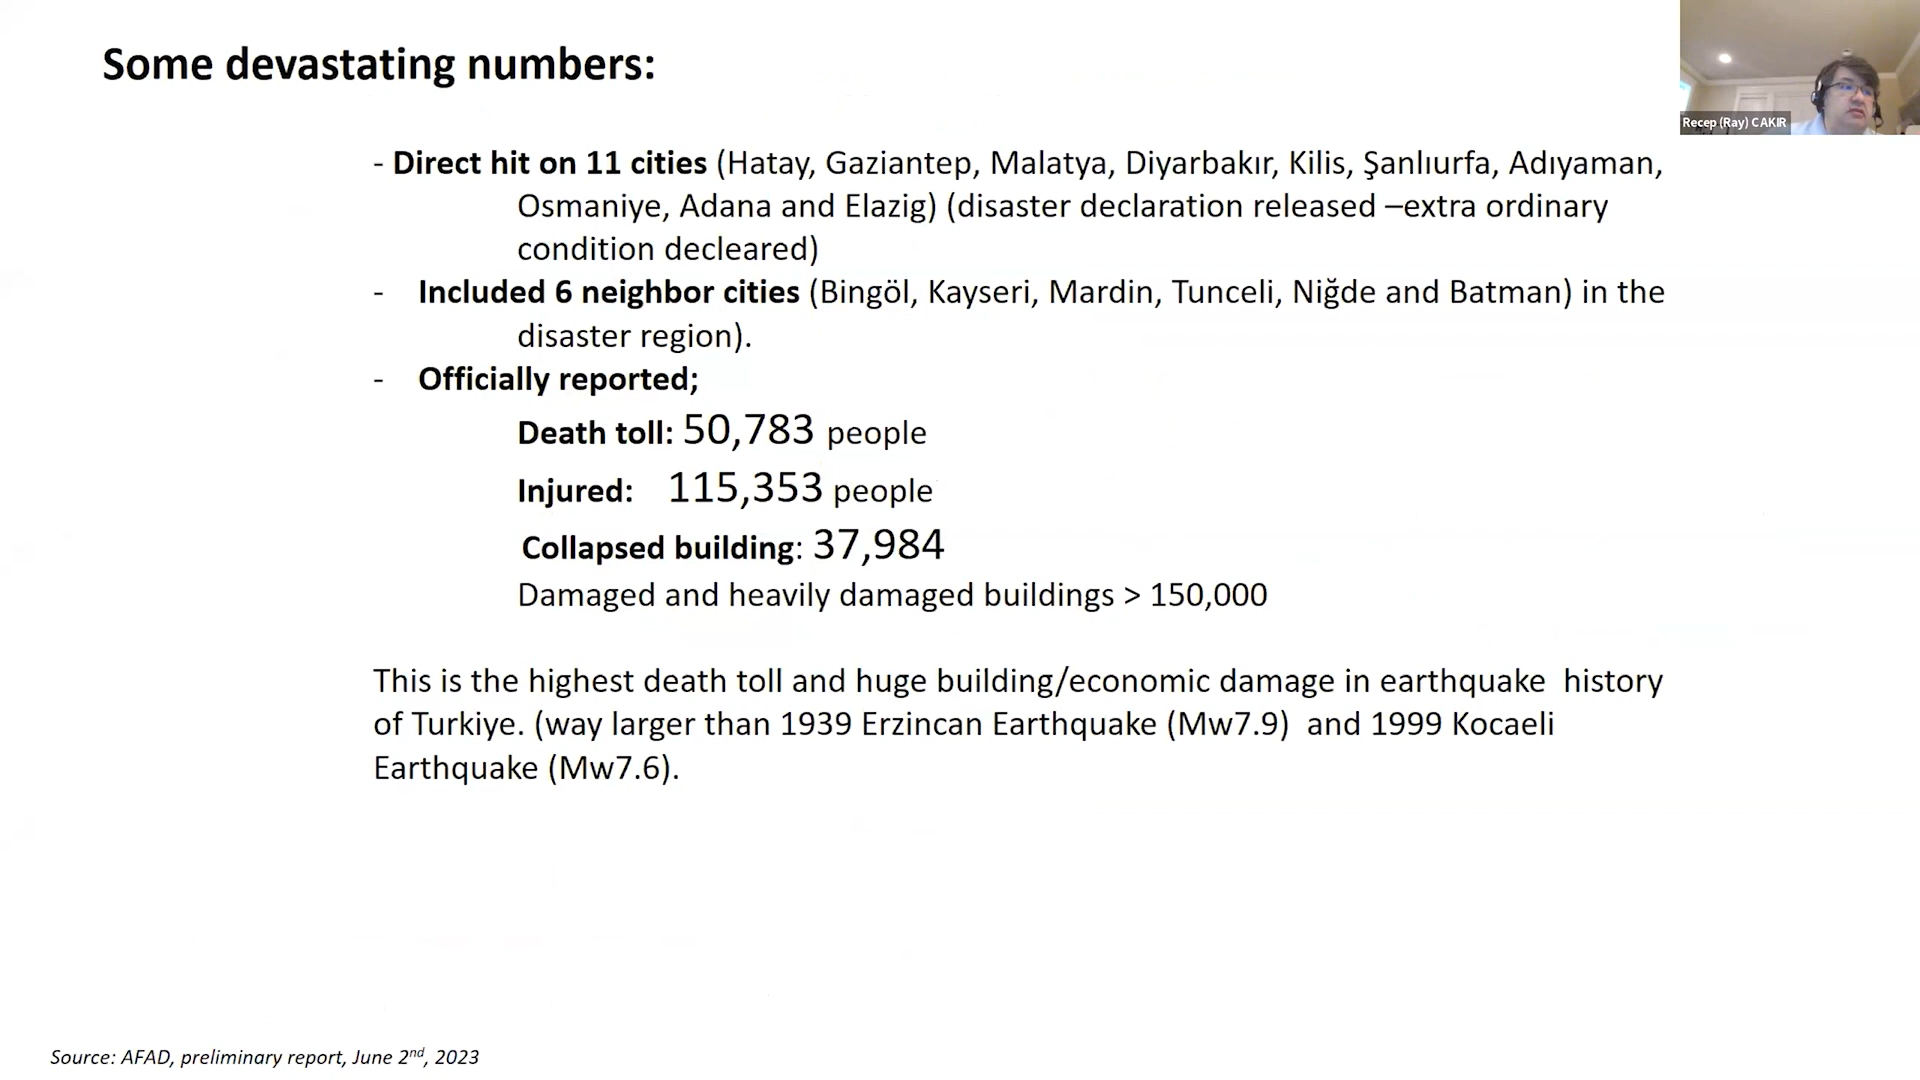 Some devastating numbers:
Recep (Ray) CAKIR
- Direct hit on 11 cities (Hatay, Gaziantep, Malatya, Diyarbakır, Kilis, Şanlıurfa, Adıyaman,
Osmaniye, Adana and Elazig) (disaster declaration released –extra ordinary
condition decleared)
- Included 6 neighbor cities (Bingöl, Kayseri, Mardin, Tunceli, Niğde and Batman) in the
disaster region).
- Officially reported;
Death toll: 50,783 people
Injured: 115,353 people
Collapsed building: 37,984
Damaged and heavily damaged buildings > 150,000
This is the highest death toll and huge building/economic damage in earthquake history
of Turkiye. (way larger than 1939 Erzincan Earthquake (Mw7.9) and 1999 Kocaeli
Earthquake (Mw7.6).
Source: AFAD, preliminary report, June 2nd, 2023